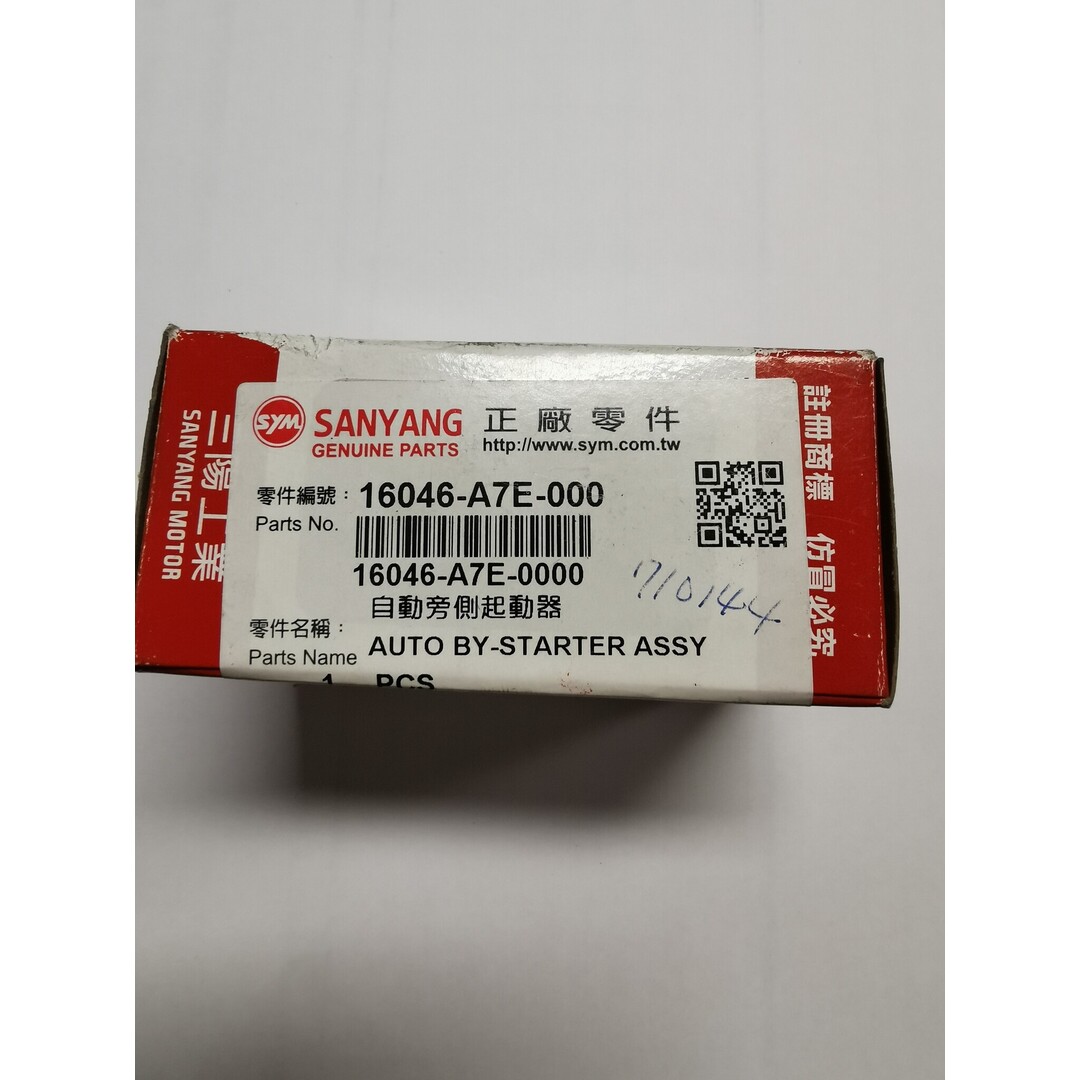 SYM SANYANG 正廠零件
GENUINE PARTS http://www.sym.com.tw
零件編號： 16046-A7E-000
Parts No.
16046-A7E-0000
710144
自動旁側起動器
零件名稱： AUTO BY-STARTER ASSY
Parts Name
1 PCS
三陽工業
SANYANG MOTOR
註冊商標 仿冒必究